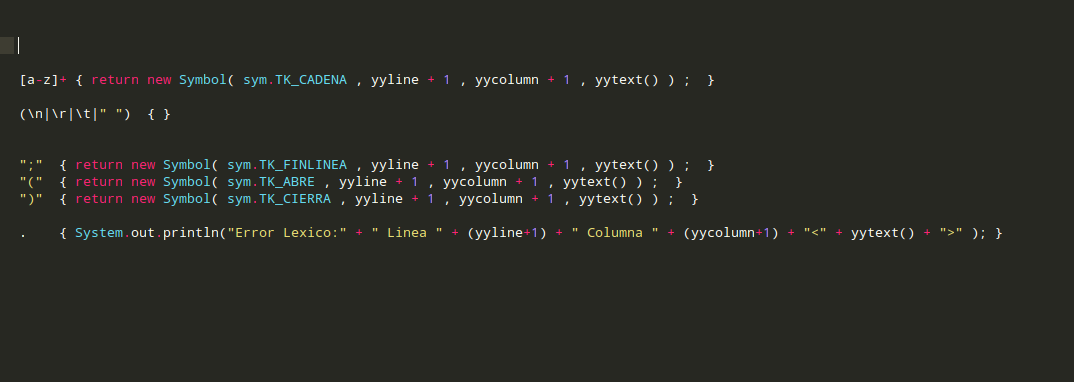 [a-z]+ { return new Symbol( sym.TK_CADENA , yyline + 1 , yycolumn + 1 , yytext() ) ;  }
(\n|\r|\t|" ")  { }
";"  { return new Symbol( sym.TK_FINLINEA , yyline + 1 , yycolumn + 1 , yytext() ) ;  }
"("  { return new Symbol( sym.TK_ABRE , yyline + 1 , yycolumn + 1 , yytext() ) ;  }
")"  { return new Symbol( sym.TK_CIERRA , yyline + 1 , yycolumn + 1 , yytext() ) ;  }
.    { System.out.println("Error Lexico:" + " Linea " + (yyline+1) + " Columna " + (yycolumn+1) + "<" + yytext() + ">" ); }